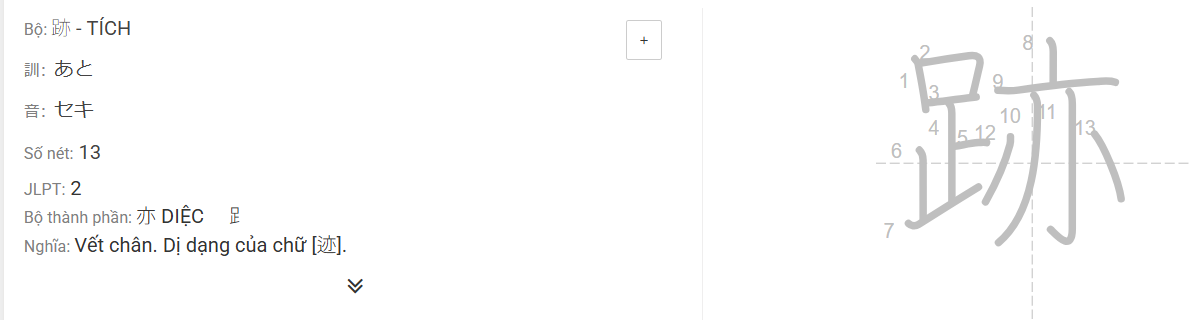 Bộ: 跡 - TÍCH
+
訓: あと
音: セキ
Số nét: 13
JLPT: 2
Bộ thành phần: 亦 DIỆC 𧾷
Nghĩa: Vết chân. Dị dạng của chữ [迹].
跡
1
2
3
4
5
6
7
8
9
10
11
12
13